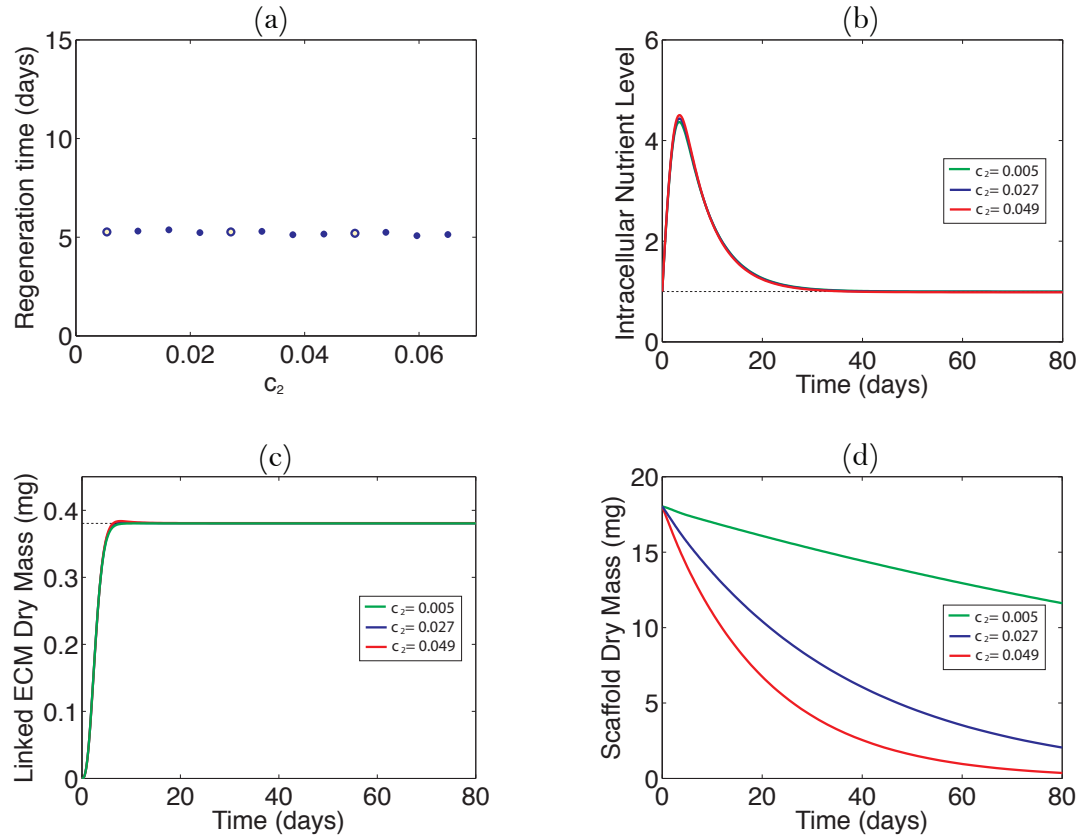 (a)
15
10
5
0
0
0.02
0.04
0.06
Regeneration time (days)
c₂
(b)
6
4
2
0
0
20
40
60
80
Intracellular Nutrient Level
Time (days)
c₂= 0.005
c₂= 0.027
c₂= 0.049
(c)
0.4
0.3
0.2
0.1
0
0
20
40
60
80
Linked ECM Dry Mass (mg)
Time (days)
c₂= 0.005
c₂= 0.027
c₂= 0.049
(d)
20
15
10
5
0
0
20
40
60
80
Scaffold Dry Mass (mg)
Time (days)
c₂= 0.005
c₂= 0.027
c₂= 0.049